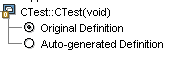 CTest::CTest(void)
Original Definition
Auto-generated Definition